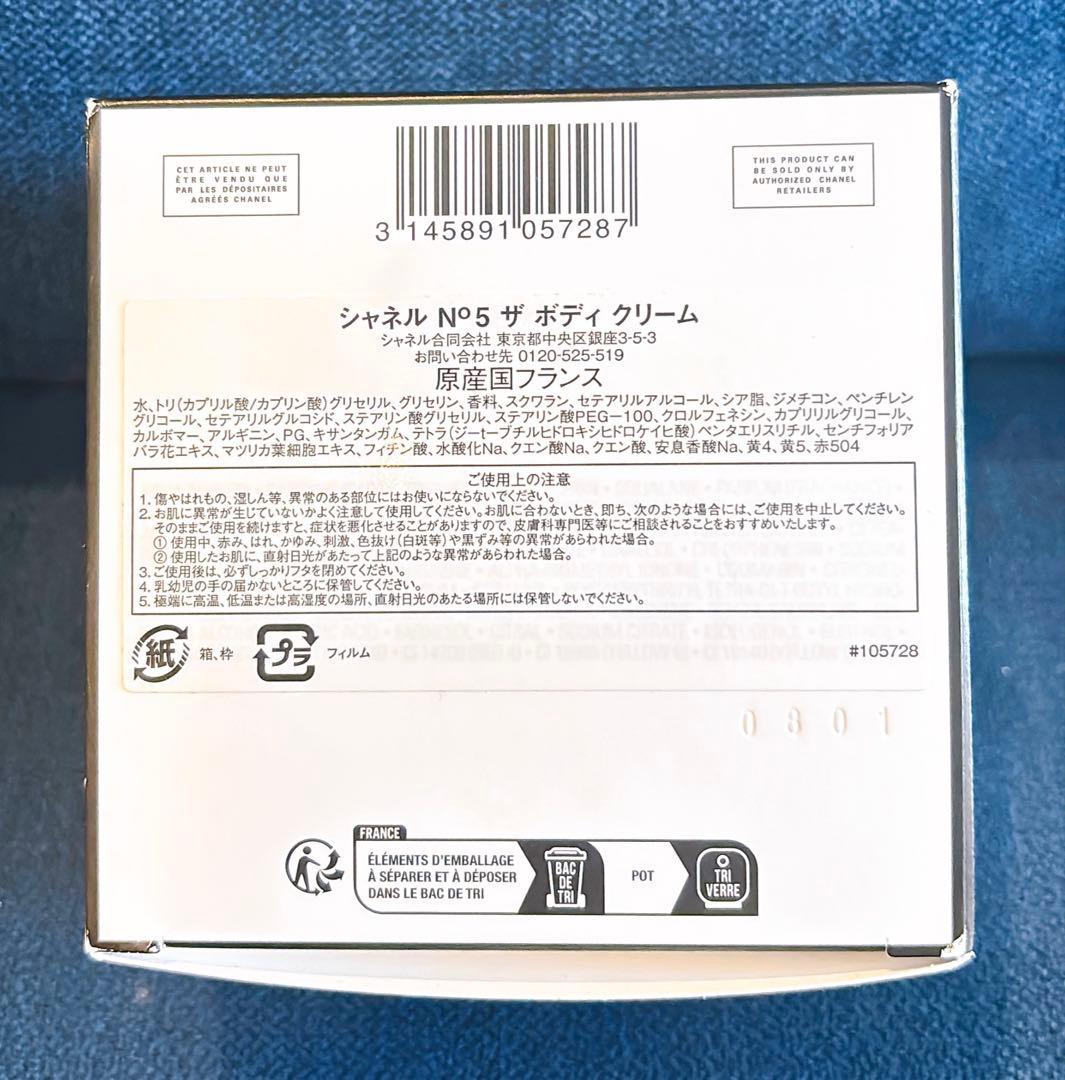 CET ARTICLE NE PEUT
ÊTRE VENDU QUE
PAR LES DÉPOSITAIRES
AGRÉÉS CHANEL
3 145891 057287
THIS PRODUCT CAN
BE SOLD ONLY BY
AUTHORIZED CHANEL
RETAILERS
シャネル Nº5 ザ ボディ クリーム
シャネル合同会社 東京都中央区銀座3-5-3
お問い合わせ先 0120-525-519
原産国フランス
水、トリ(カプリル酸/カプリン酸)グリセリル、グリセリン、香料、スクワラン、セテアリルアルコール、シア脂、ジメチコン、ペンチレン
グリコール、セテアリルグルコシド、ステアリン酸グリセリル、ステアリン酸PEG-100、クロルフェネシン、カプリリルグリコール、
カルボマー、アルギニン、PG、キサンタンガム、テトラ(ジ-t-ブチルヒドロキシヒドロケイヒ酸)ペンタエリスリチル、センチフォリア
バラ花エキス、マツリカ葉細胞エキス、フィチン酸、水酸化Na、クエン酸Na、クエン酸、安息香酸Na、黄4、黄5、赤504
ご使用上の注意
1. 傷やはれもの、湿しん等、異常のある部位にはお使いにならないでください。
2. お肌に異常が生じていないかよく注意して使用してください。お肌に合わないとき、即ち、次のような場合には、ご使用を中止してください。
そのままご使用を続けますと、症状を悪化させることがありますので、皮膚科専門医等にご相談されることをおすすめいたします。
① 使用中、赤み、はれ、かゆみ、刺激、色抜け(白斑等)や黒ずみ等の異常があらわれた場合。
② 使用したお肌に、直射日光があたって上記のような異常があらわれた場合。
3. ご使用後は、必ずしっかりフタを閉めてください。
4. 乳幼児の手の届かないところに保管してください。
5. 極端に高温、低温または高湿度の場所、直射日光のあたる場所には保管しないでください。
紙 箱、枠 プラ フィルム #105728
0801
FRANCE
ÉLÉMENTS D'EMBALLAGE
À SÉPARER ET À DÉPOSER
DANS LE BAC DE TRI
BAC
DE
TRI
POT
TRI
VERRE